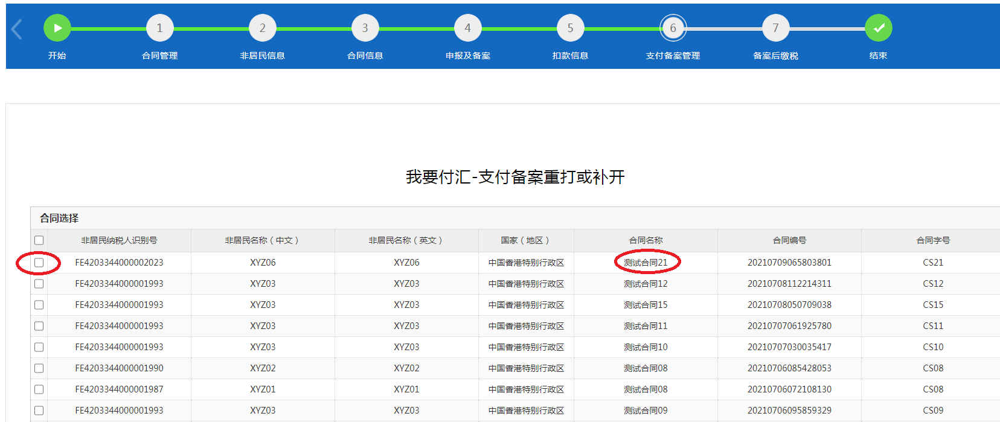 1 2 3 4 5 6 7
开始 合同管理 非居民信息 合同信息 申报及备案 扣款信息 支付备案管理 备案后缴税 结束
我要付汇-支付备案重打或补开
合同选择
非居民纳税人识别号 非居民名称（中文） 非居民名称（英文） 国家（地区） 合同名称 合同编号 合同字号
FE4203344000002023 XYZ06 XYZ06 中国香港特别行政区 测试合同21 20210709065803801 CS21
FE4203344000001993 XYZ03 XYZ03 中国香港特别行政区 测试合同12 20210708112214311 CS12
FE4203344000001993 XYZ03 XYZ03 中国香港特别行政区 测试合同15 20210708050709038 CS15
FE4203344000001993 XYZ03 XYZ03 中国香港特别行政区 测试合同11 20210707061925780 CS11
FE4203344000001993 XYZ03 XYZ03 中国香港特别行政区 测试合同10 20210707030035417 CS10
FE4203344000001990 XYZ02 XYZ02 中国香港特别行政区 测试合同08 20210706085428053 CS08
FE4203344000001987 XYZ01 XYZ01 中国香港特别行政区 测试合同08 20210706072108130 CS08
FE4203344000001993 XYZ03 XYZ03 中国香港特别行政区 测试合同09 20210706095859329 CS09